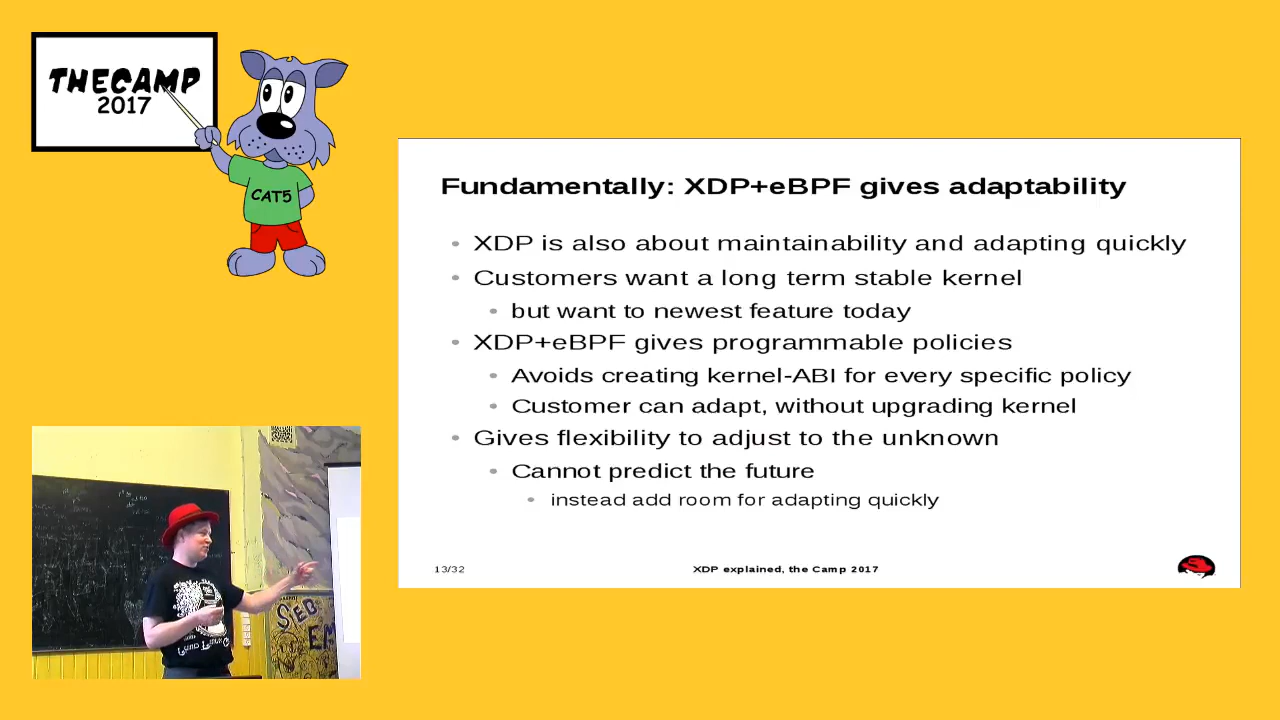 THECAMP
2017
CAT5
Fundamentally: XDP+eBPF gives adaptability
XDP is also about maintainability and adapting quickly
Customers want a long term stable kernel
but want to newest feature today
XDP+eBPF gives programmable policies
Avoids creating kernel-ABI for every specific policy
Customer can adapt, without upgrading kernel
Gives flexibility to adjust to the unknown
Cannot predict the future
instead add room for adapting quickly
13/32
XDP explained, the Camp 2017